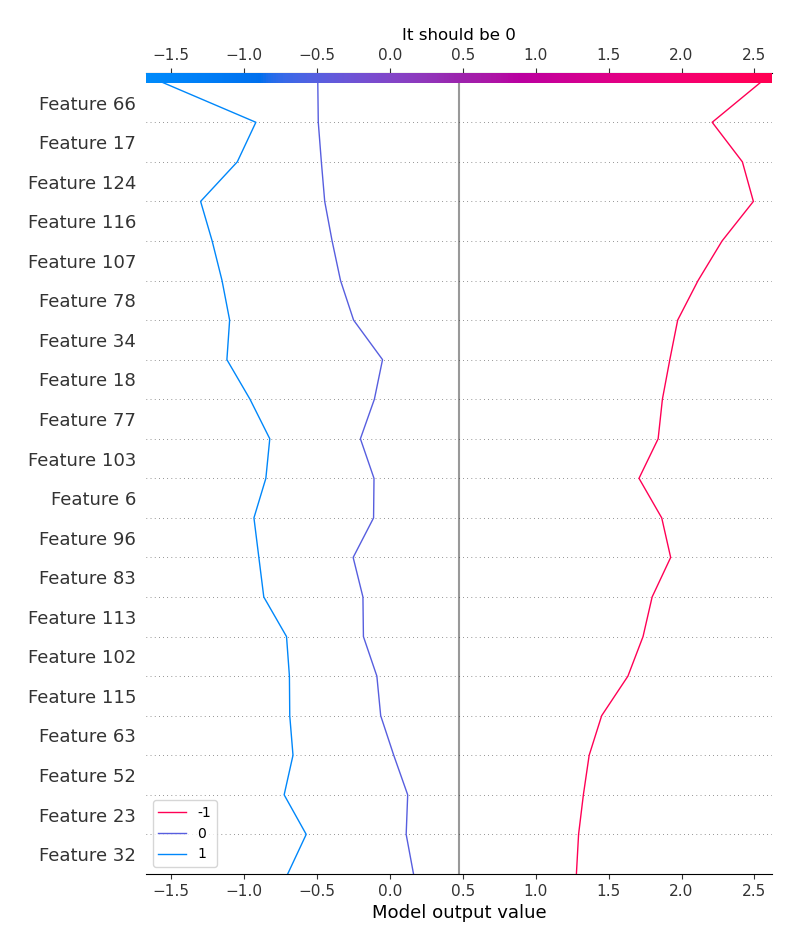 It should be 0
−1.5 −1.0 −0.5 0.0 0.5 1.0 1.5 2.0 2.5
Feature 66
Feature 17
Feature 124
Feature 116
Feature 107
Feature 78
Feature 34
Feature 18
Feature 77
Feature 103
Feature 6
Feature 96
Feature 83
Feature 113
Feature 102
Feature 115
Feature 63
Feature 52
Feature 23
Feature 32
-1
0
1
−1.5 −1.0 −0.5 0.0 0.5 1.0 1.5 2.0 2.5
Model output value